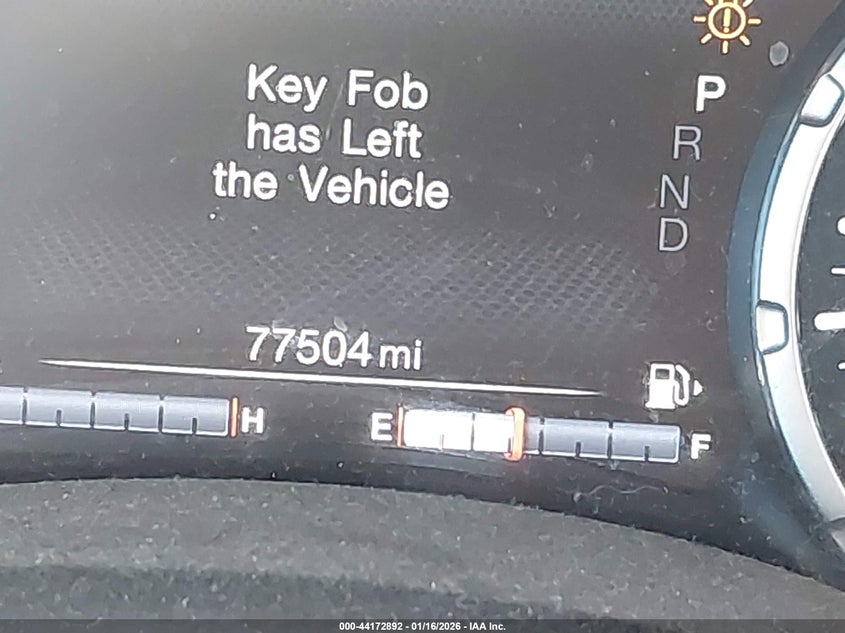 Key Fob
has Left
the Vehicle
P
R
N
D
77504 mi
H
E
F
000-44172892 - 01/16/2026 - IAA Inc.